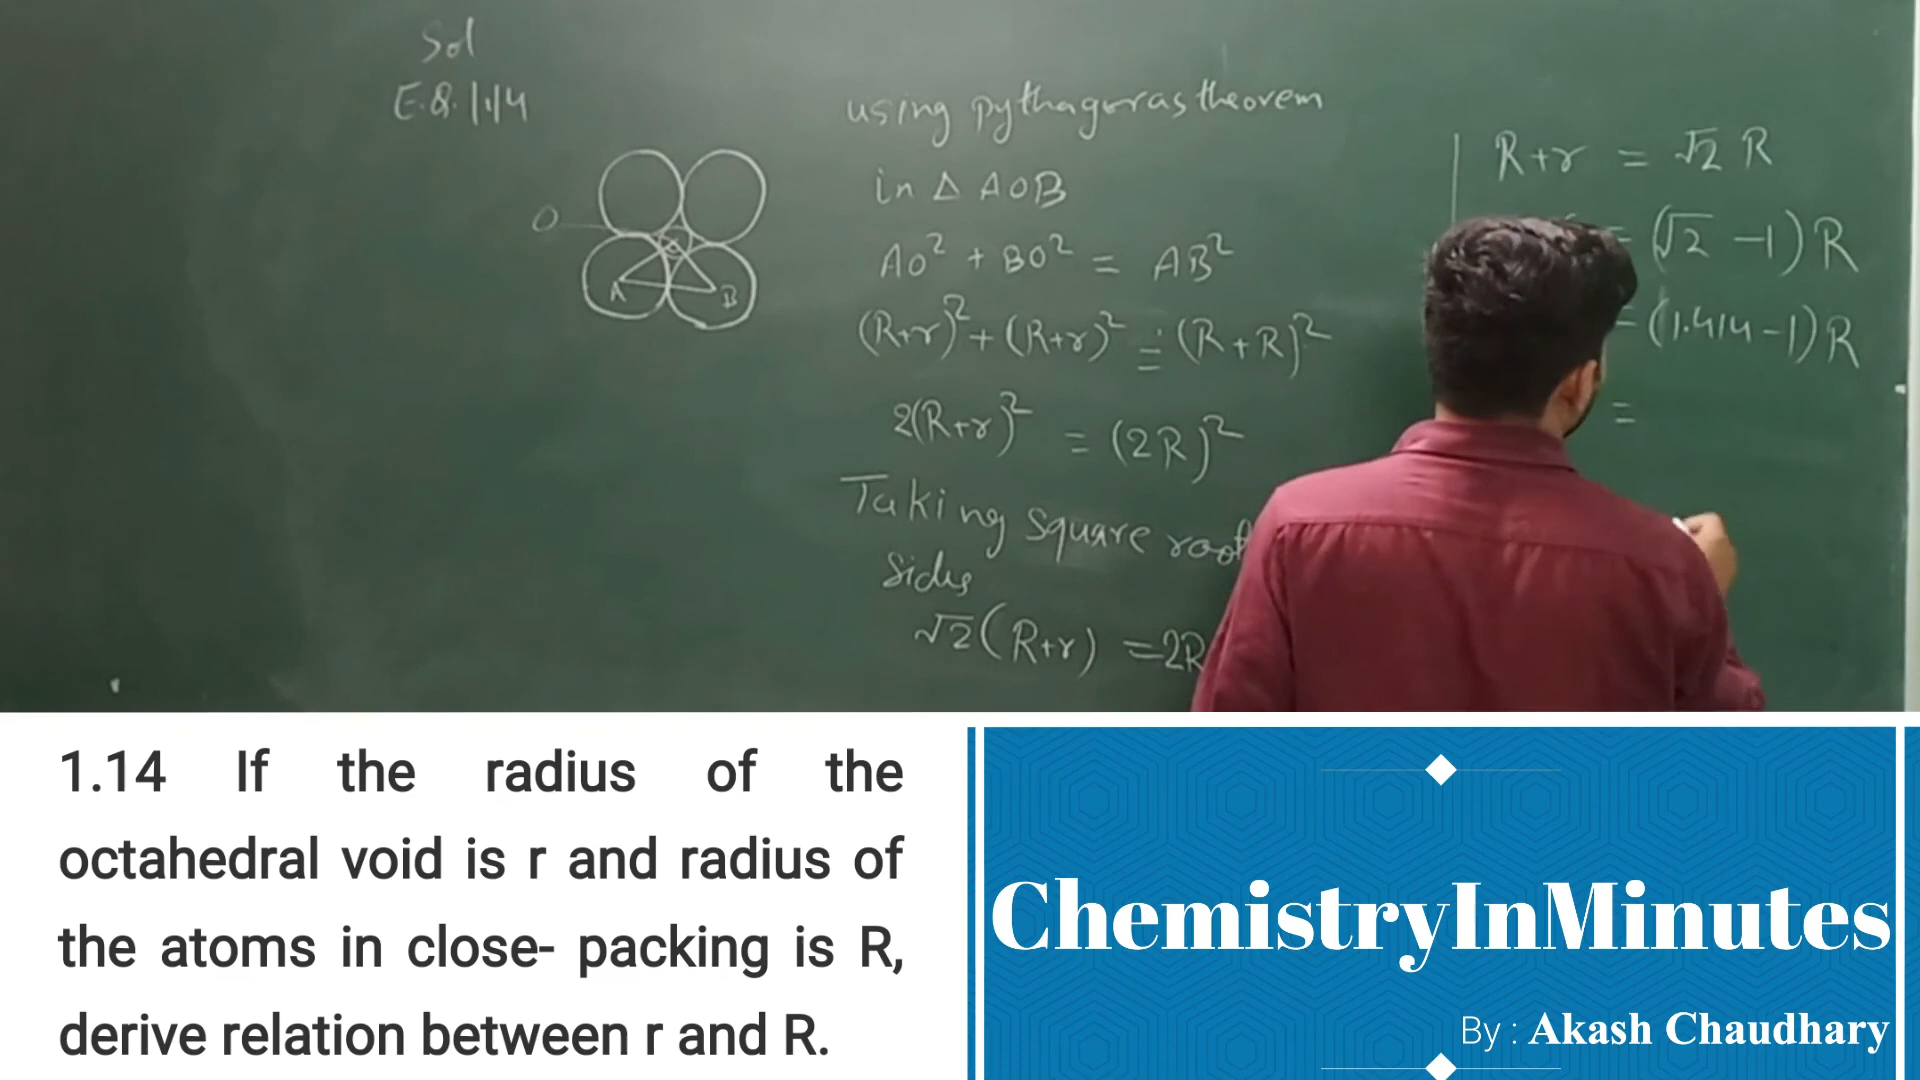 Sol
E.Q. 1.14
O
A
B
using pythagoras theorem
in Δ AOB
AO² + BO² = AB²
(R+r)² + (R+r)² = (R+R)²
2(R+r)² = (2R)²
Taking square root
sides
√2(R+r) =2R
R+r = √2 R
= (√2 -1) R
= (1.414-1) R
=
1.14 If the radius of the
octahedral void is r and radius of
the atoms in close- packing is R,
derive relation between r and R.
ChemistryInMinutes
By : Akash Chaudhary